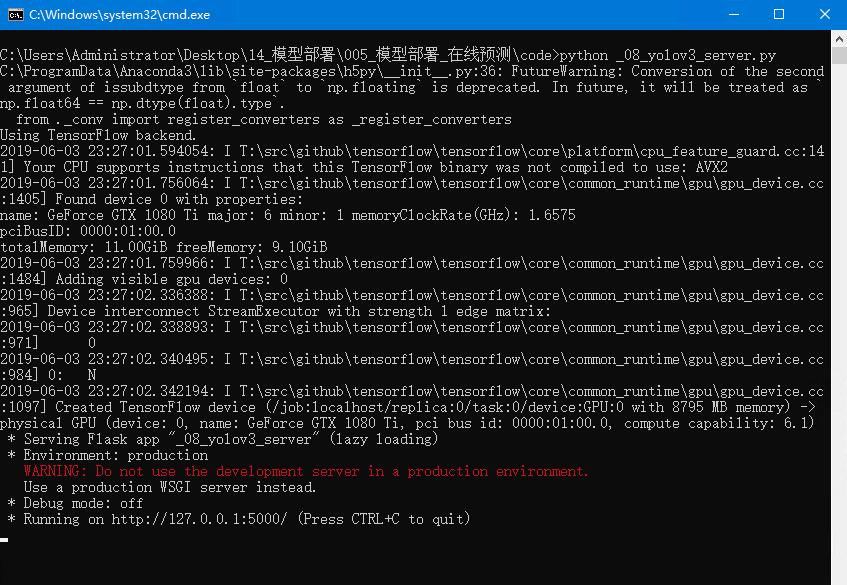 C:\Windows\system32\cmd.exe
C:\Users\Administrator\Desktop\14_模型部署\005_模型部署_在线预测\code>python _08_yolov3_server.py
C:\ProgramData\Anaconda3\lib\site-packages\h5py\__init__.py:36: FutureWarning: Conversion of the second
argument of issubdtype from `float` to `np.floating` is deprecated. In future, it will be treated as `
np.float64 == np.dtype(float).type`.
from ._conv import register_converters as _register_converters
Using TensorFlow backend.
2019-06-03 23:27:01.594054: I T:\src\github\tensorflow\tensorflow\core\platform\cpu_feature_guard.cc:14
1] Your CPU supports instructions that this TensorFlow binary was not compiled to use: AVX2
2019-06-03 23:27:01.756064: I T:\src\github\tensorflow\tensorflow\core\common_runtime\gpu\gpu_device.cc
:1405] Found device 0 with properties:
name: GeForce GTX 1080 Ti major: 6 minor: 1 memoryClockRate(GHz): 1.6575
pciBusID: 0000:01:00.0
totalMemory: 11.00GiB freeMemory: 9.10GiB
2019-06-03 23:27:01.759966: I T:\src\github\tensorflow\tensorflow\core\common_runtime\gpu\gpu_device.cc
:1484] Adding visible gpu devices: 0
2019-06-03 23:27:02.336388: I T:\src\github\tensorflow\tensorflow\core\common_runtime\gpu\gpu_device.cc
:965] Device interconnect StreamExecutor with strength 1 edge matrix:
2019-06-03 23:27:02.338893: I T:\src\github\tensorflow\tensorflow\core\common_runtime\gpu\gpu_device.cc
:971]      0
2019-06-03 23:27:02.340495: I T:\src\github\tensorflow\tensorflow\core\common_runtime\gpu\gpu_device.cc
:984] 0:   N
2019-06-03 23:27:02.342194: I T:\src\github\tensorflow\tensorflow\core\common_runtime\gpu\gpu_device.cc
:1097] Created TensorFlow device (/job:localhost/replica:0/task:0/device:GPU:0 with 8795 MB memory) ->
physical GPU (device: 0, name: GeForce GTX 1080 Ti, pci bus id: 0000:01:00.0, compute capability: 6.1)
* Serving Flask app "_08_yolov3_server" (lazy loading)
* Environment: production
WARNING: Do not use the development server in a production environment.
Use a production WSGI server instead.
* Debug mode: off
* Running on http://127.0.0.1:5000/ (Press CTRL+C to quit)